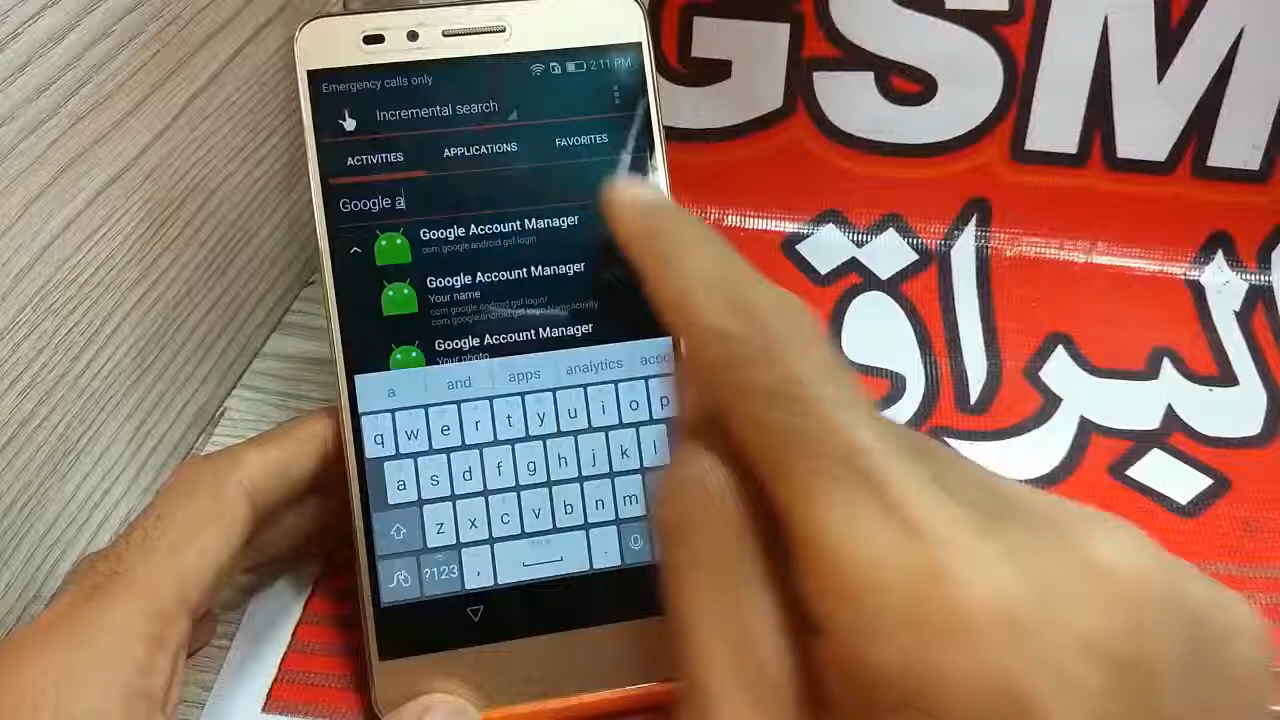 GSM
البراق
Emergency calls only
2:11 PM
Incremental search
ACTIVITIES APPLICATIONS FAVORITES
Google a
Google Account Manager
com.google.android.gsf.login
Google Account Manager
Your name
com.google.android.gsf.login/
com.google.android.gsf.login.NameActivity
Google Account Manager
Your photo
a and apps analytics
q w e r t y u i o p
a s d f g h j k l
z x c v b n m
?123 , .